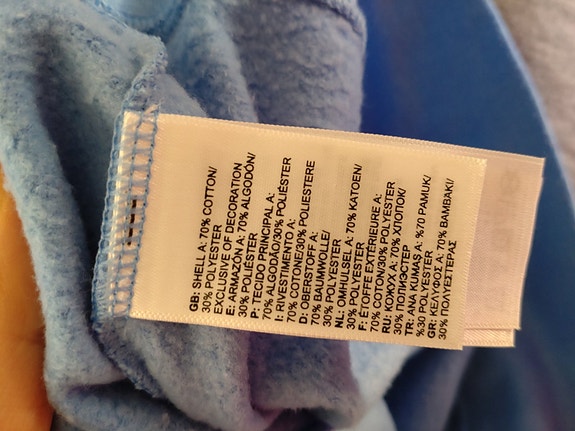 GB: SHELL A: 70% COTTON/
30% POLYESTER
EXCLUSIVE OF DECORATION
E: ARMAZÓN A: 70% ALGODÓN/
30% POLIÉSTER
P: TECIDO PRINCIPAL A:
70% ALGODÃO/30% POLIÉSTER
I: RIVESTIMENTO A:
70% COTONE/30% POLIESTERE
D: OBERSTOFF A:
70% BAUMWOLLE/
30% POLYESTER
NL: OMHULSEL A: 70% KATOEN/
30% POLYESTER
F: ÉTOFFE EXTÉRIEURE A:
70% COTON/30% POLYESTER
RU: КОЖУХ А: 70% ХЛОПОК/
30% ПОЛИЭСТЕР
TR: ANA KUMAŞ A: %70 PAMUK/
%30 POLYESTER
GR: ΚΕΛΥΦΟΣ Α: 70% ΒΑΜΒΑΚΙ/
30% ΠΟΛΥΕΣΤΕΡΑΣ